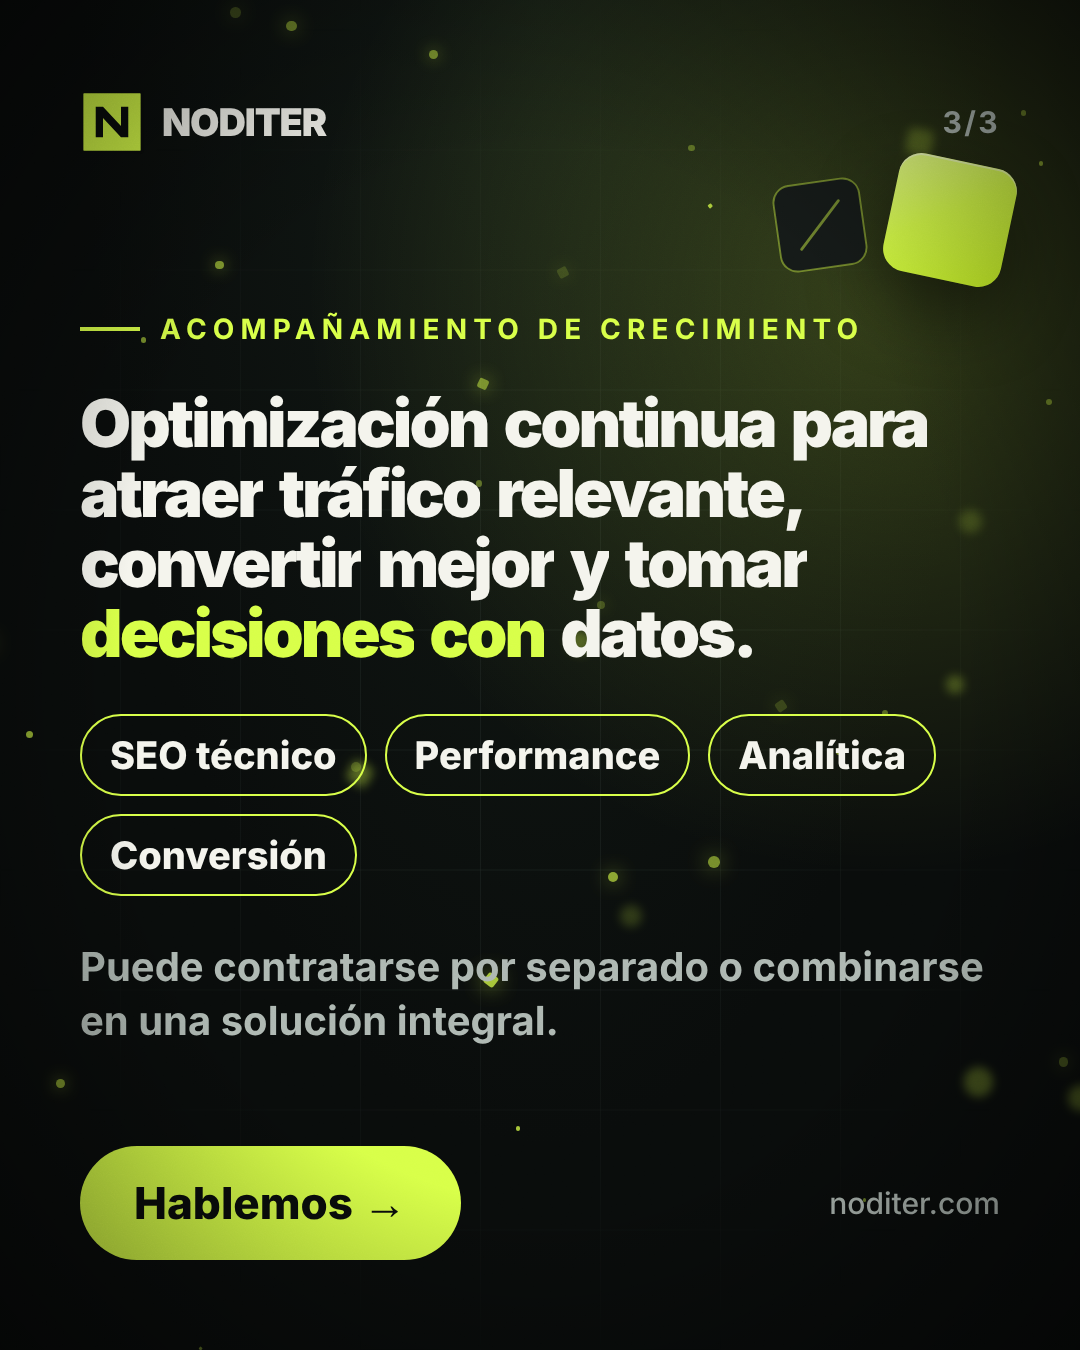 N NODITER
3/3
ACOMPAÑAMIENTO DE CRECIMIENTO
Optimización continua para
atraer tráfico relevante,
convertir mejor y tomar
decisiones con datos.
SEO técnico Performance Analítica
Conversión
Puede contratarse por separado o combinarse
en una solución integral.
Hablemos →
noditer.com